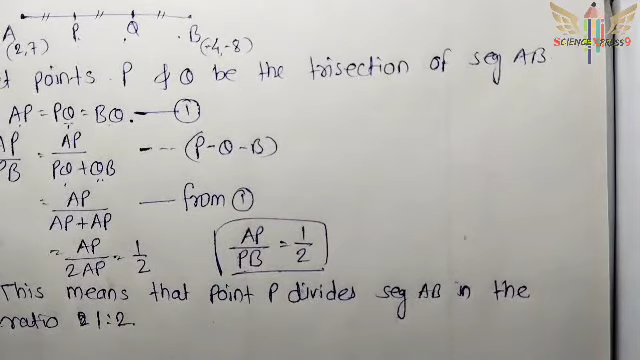 A P Q B
(2,7) (-4,-8)
t points P & Q be the trisection of seg AB
AP = PQ = BQ. — ①
AP/PB = AP/PQ + QB --- (P-Q-B)
= AP/AP + AP — from ①
= AP/2AP = 1/2 AP/PB = 1/2
This means that point P divides seg AB in the
ratio 1:2.
SCIENCE XPRESS 9